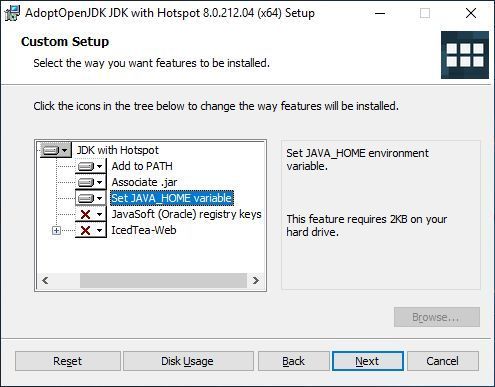 AdoptOpenJDK JDK with Hotspot 8.0.212.04 (x64) Setup
Custom Setup
Select the way you want features to be installed.
Click the icons in the tree below to change the way features will be installed.
JDK with Hotspot
Add to PATH
Associate .jar
Set JAVA_HOME variable
JavaSoft (Oracle) registry keys
IcedTea-Web
Set JAVA_HOME environment
variable.
This feature requires 2KB on your
hard drive.
Browse...
Reset
Disk Usage
Back
Next
Cancel